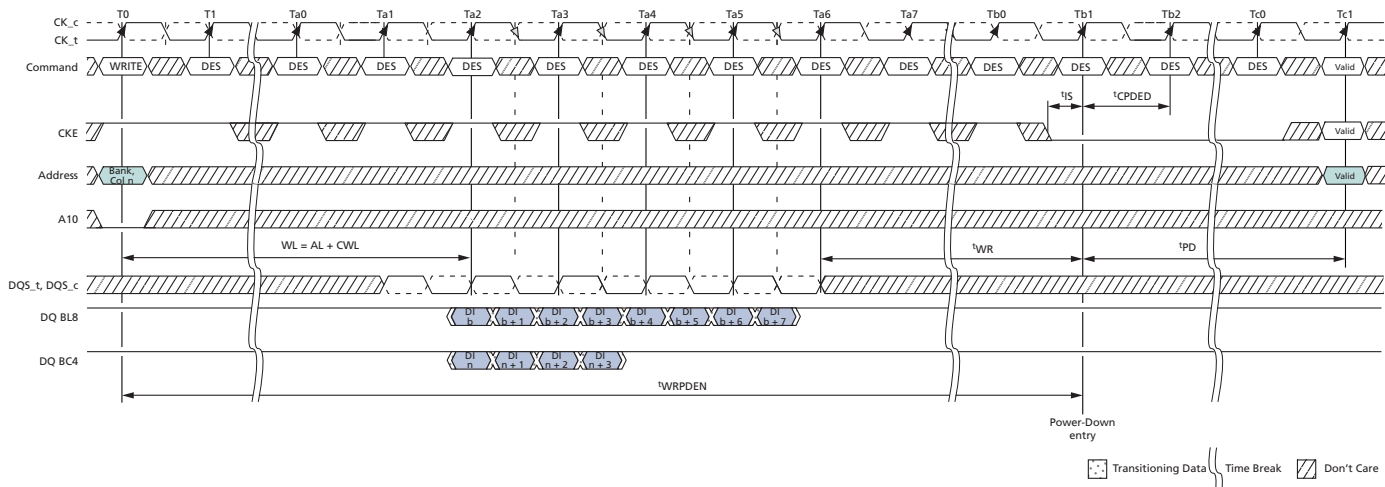 T0 T1 Ta0 Ta1 Ta2 Ta3 Ta4 Ta5 Ta6 Ta7 Tb0 Tb1 Tb2 Tc0 Tc1
CK_c
CK_t
Command WRITE DES DES DES DES DES DES DES DES DES DES DES DES DES Valid
tIS tCPDED
CKE Valid
Address Bank, Col n Valid
A10
WL = AL + CWL tWR tPD
DQS_t, DQS_c
DQ BL8 DI b DI b + 1 DI b + 2 DI b + 3 DI b + 4 DI b + 5 DI b + 6 DI b + 7
DQ BC4 DI n DI n + 1 DI n + 2 DI n + 3
tWRPDEN
Power-Down
entry
Transitioning Data Time Break Don't Care